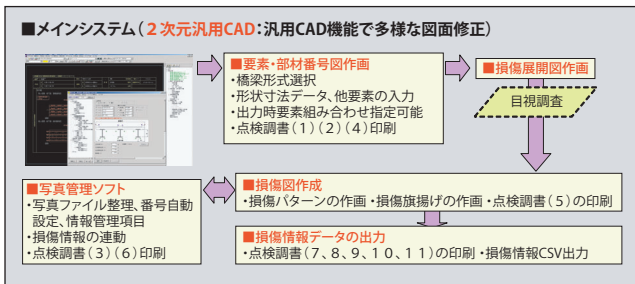 ■メインシステム(２次元汎用CAD：汎用CAD機能で多様な図面修正)
■要素・部材番号図作画
・橋梁形式選択
・形状寸法データ、他要素の入力
・出力時要素組み合わせ指定可能
・点検調書(1)(2)(4)印刷
■損傷展開図作画
目視調査
■写真管理ソフト
・写真ファイル整理、番号自動
設定、情報管理項目
・損傷情報の連動
・点検調書(3)(6)印刷
■損傷図作成
・損傷パターンの作画・損傷旗揚げの作画・点検調書(5)の印刷
■損傷情報データの出力
・点検調書(7、8、9、10、11)の印刷・損傷情報CSV出力